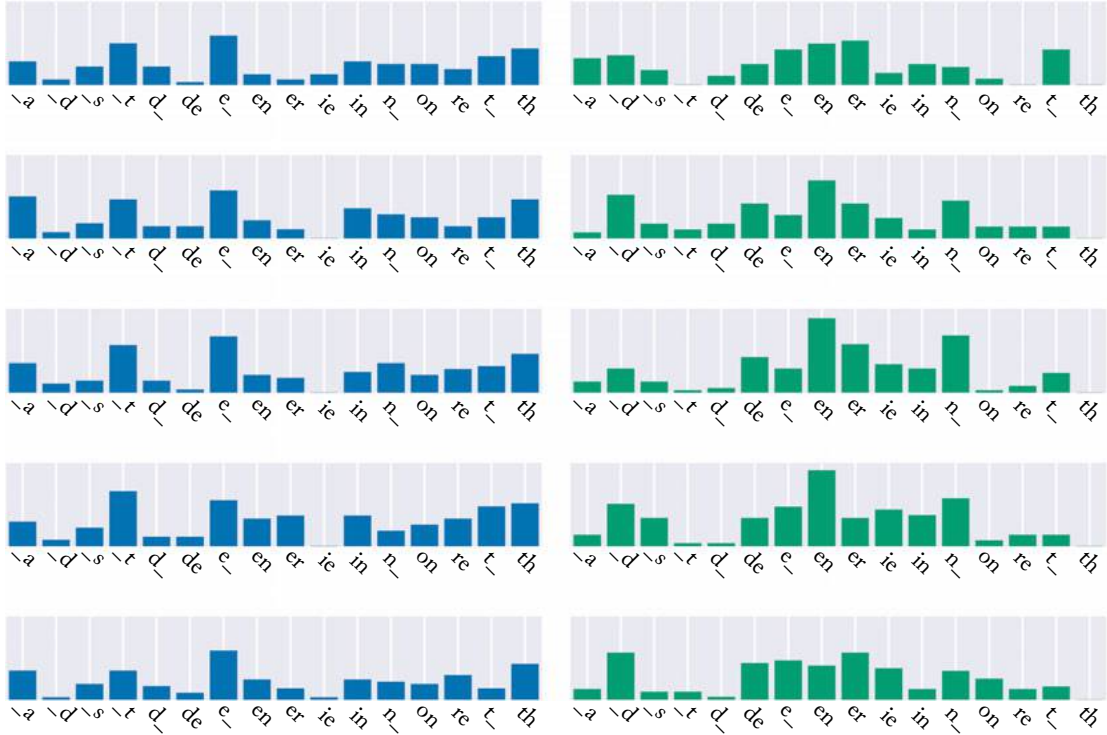 _a _d _s _t d_ de e_ en er ie in n_ on re t_ th _a _d _s _t d_ de e_ en er ie in n_ on re t_ th
_a _d _s _t d_ de e_ en er ie in n_ on re t_ th _a _d _s _t d_ de e_ en er ie in n_ on re t_ th
_a _d _s _t d_ de e_ en er ie in n_ on re t_ th _a _d _s _t d_ de e_ en er ie in n_ on re t_ th
_a _d _s _t d_ de e_ en er ie in n_ on re t_ th _a _d _s _t d_ de e_ en er ie in n_ on re t_ th
_a _d _s _t d_ de e_ en er ie in n_ on re t_ th _a _d _s _t d_ de e_ en er ie in n_ on re t_ th